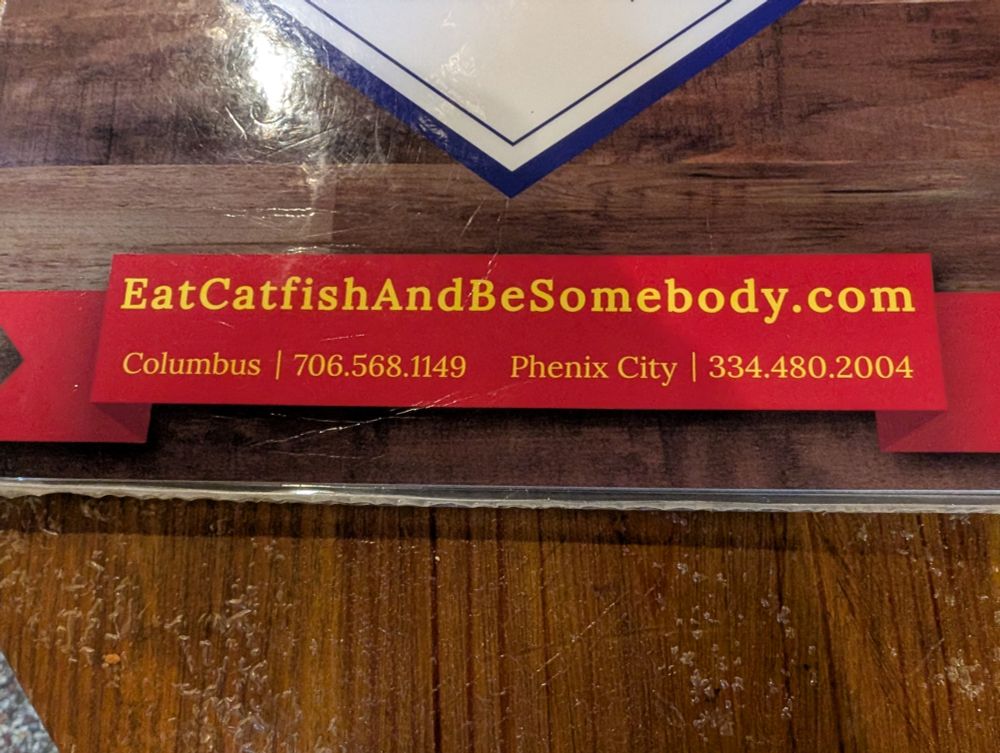 EatCatfishAndBeSomebody.com
Columbus | 706.568.1149 Phenix City | 334.480.2004